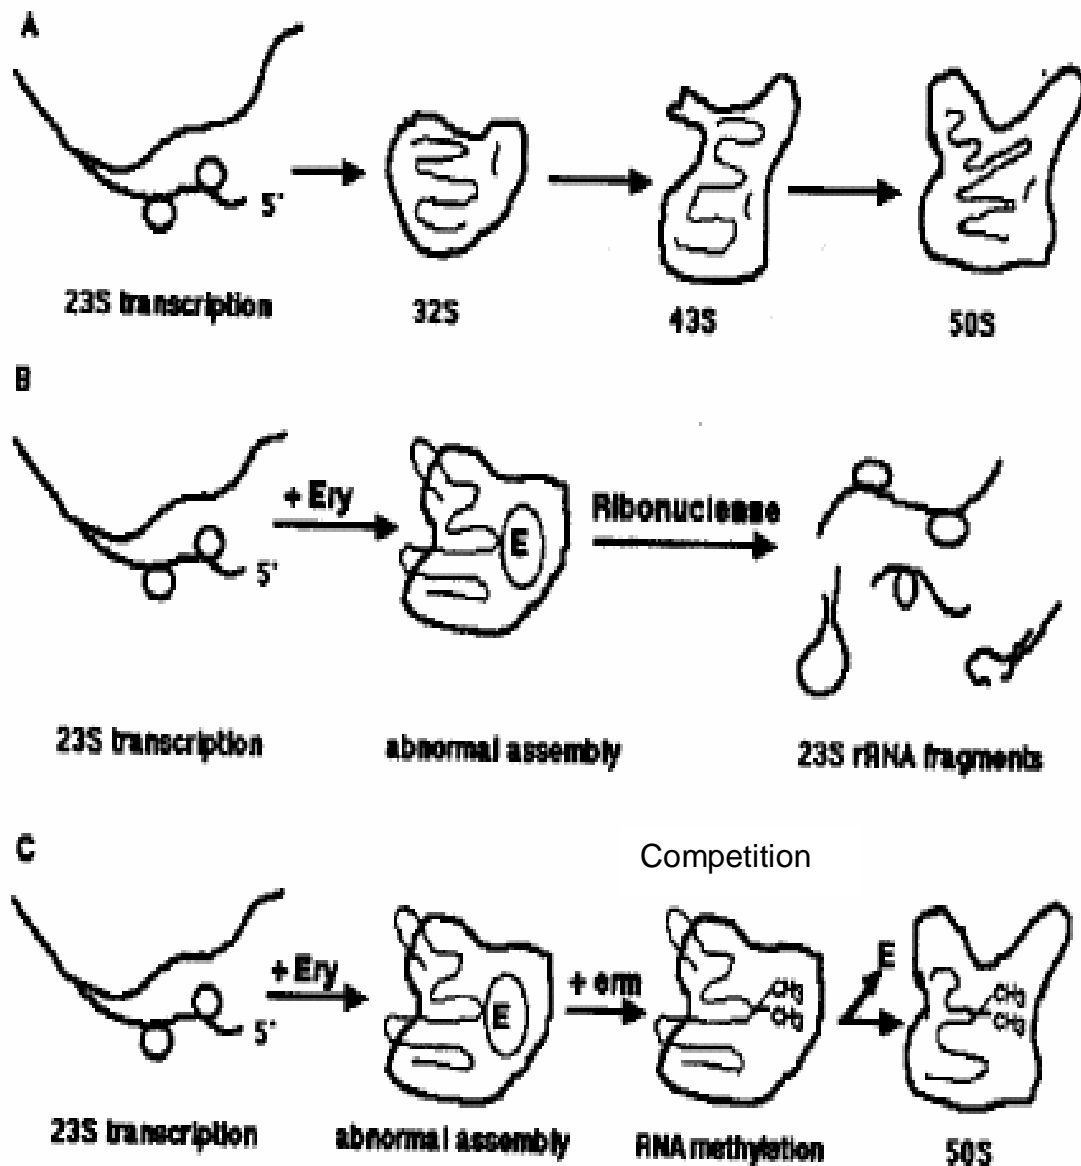 A
5'
23S transcription
32S
43S
50S
B
+ Ery
Ribonuclease
E
5'
23S transcription
abnormal assembly
23S rRNA fragments
C
Competition
+ Ery
+ erm
E
E
CH3
CH3
CH3
CH3
5'
23S transcription
abnormal assembly
RNA methylation
50S